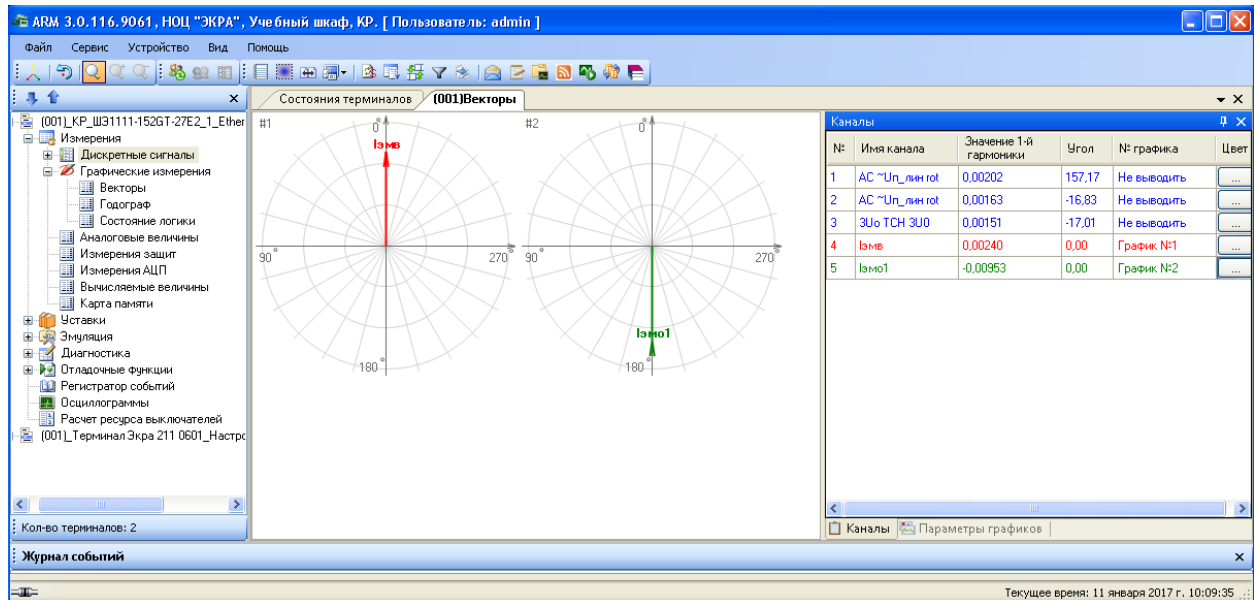 ARM 3.0.116.9061, НОЦ "ЭКРА", Учебный шкаф, КР. [ Пользователь: admin ]
Файл Сервис Устройство Вид Помощь
Состояния терминалов (001)Векторы
(001)_КР_ШЭ1111-152GT-27E2_1_Ether
Измерения
Дискретные сигналы
Графические измерения
Векторы
Годограф
Состояние логики
Аналоговые величины
Измерения защит
Измерения АЦП
Вычисляемые величины
Карта памяти
Уставки
Эмуляция
Диагностика
Отладочные функции
Регистратор событий
Осциллограммы
Расчет ресурса выключателей
(001)_Терминал Экра 211 0601_Настро
Кол-во терминалов: 2
#1
0°
Iэмв
90°
270°
180°
#2
0°
90°
270°
Iэмо1
180°
Каналы
№ Имя канала Значение 1-й гармоники Угол № графика Цвет
1 AC ~Uп_лин rot 0,00202 157,17 Не выводить ...
2 AC ~Uп_лин rot 0,00163 -16,83 Не выводить ...
3 3Uo ТСН 3U0 0,00151 -17,01 Не выводить ...
4 Iэмв 0,00240 0,00 График №1 ...
5 Iэмо1 -0,00953 0,00 График №2 ...
Каналы Параметры графиков
Журнал событий
Текущее время: 11 января 2017 г. 10:09:35